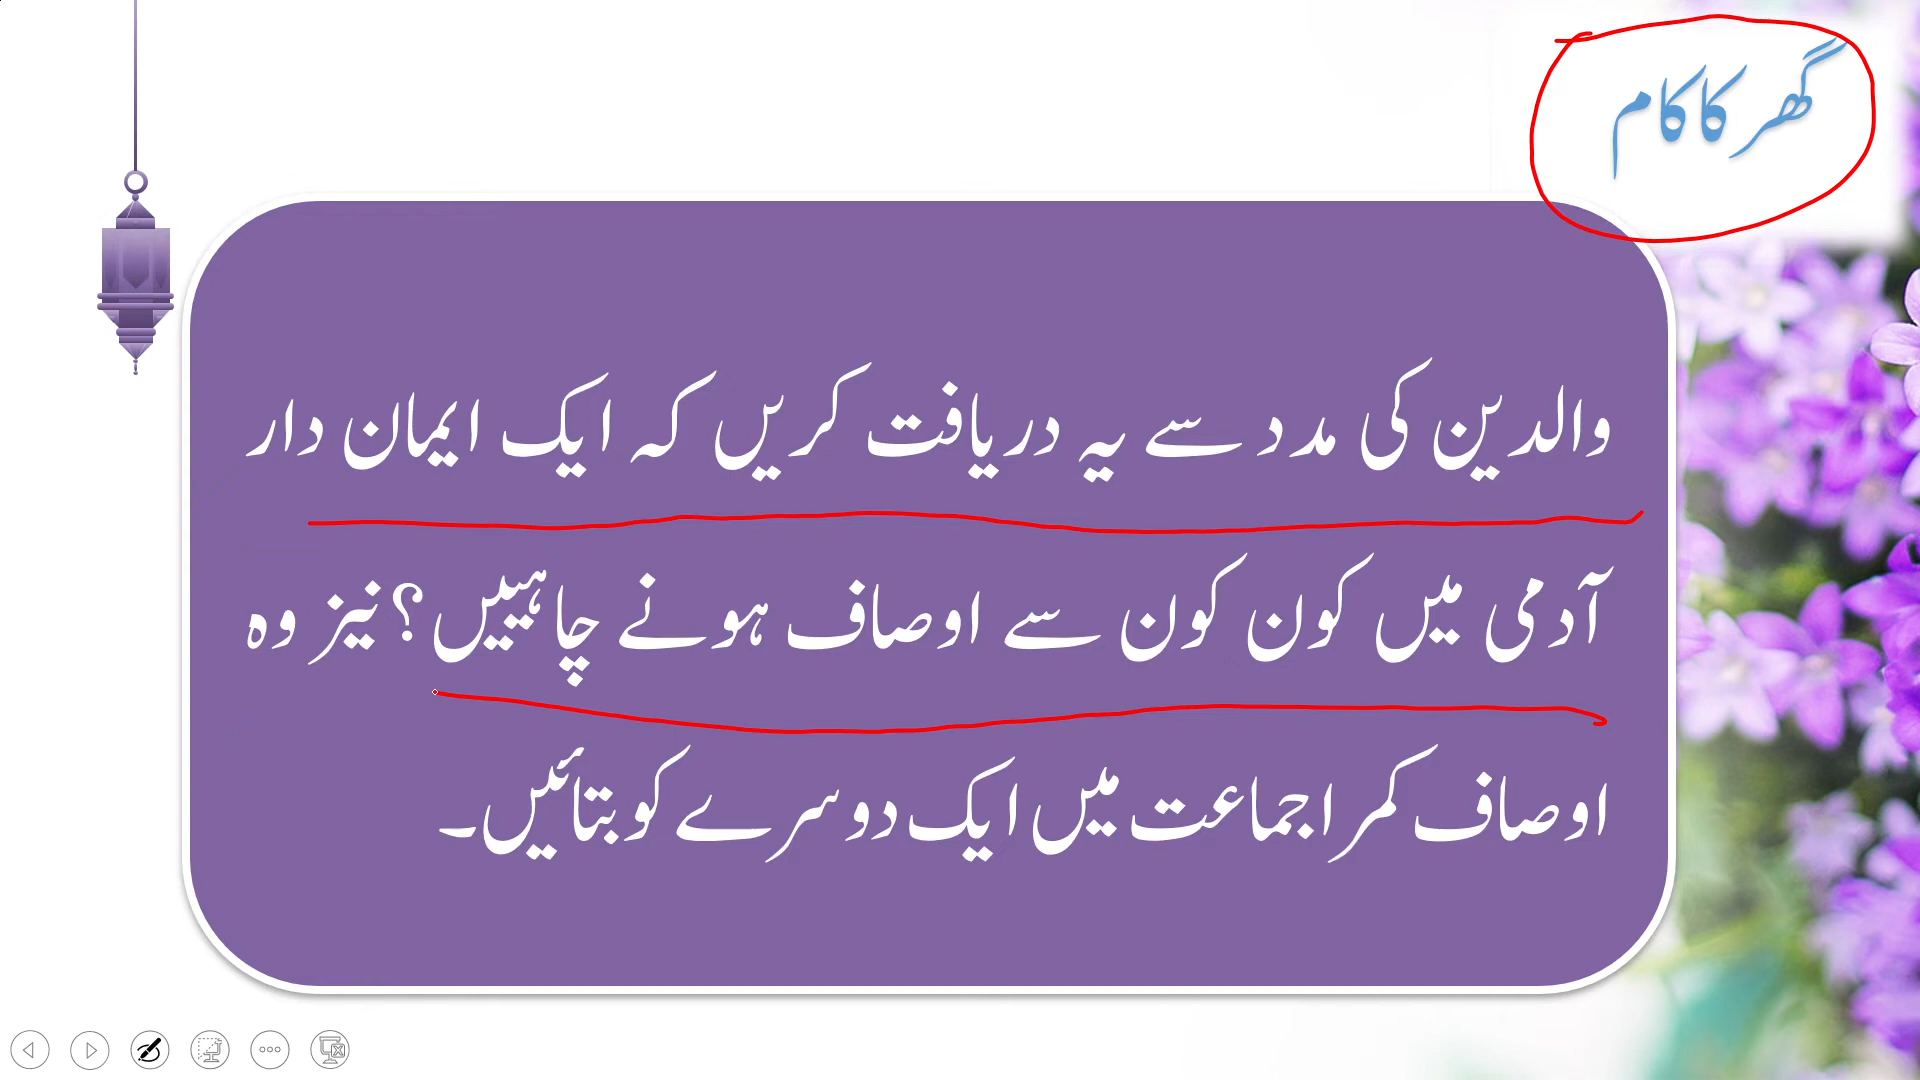 گھر کا کام
والدین کی مدد سے یہ دریافت کریں کہ ایک ایمان دار
آدمی میں کون کون سے اوصاف ہونے چاہییں؟ نیز وہ
اوصاف کمرا جماعت میں ایک دوسرے کو بتائیں۔